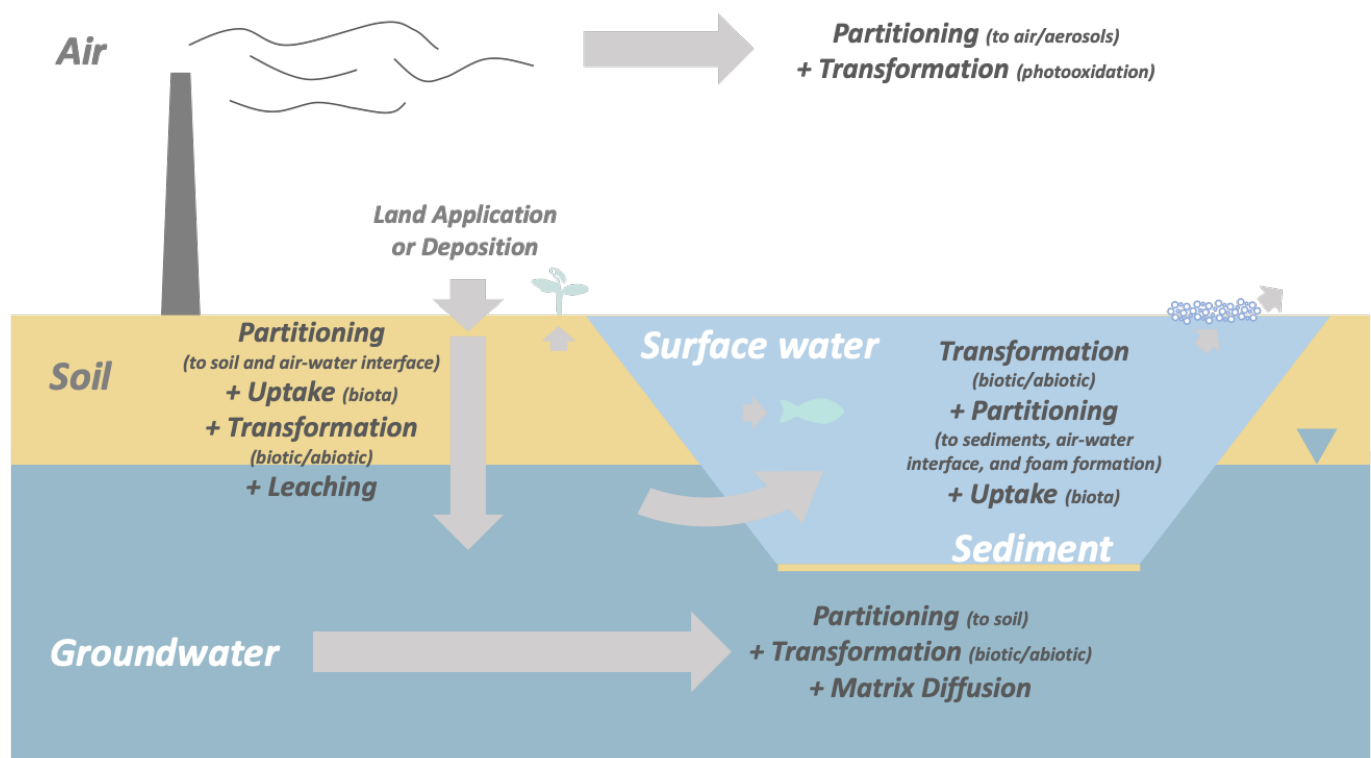 Air
Partitioning (to air/aerosols)
+ Transformation (photooxidation)
Land Application
or Deposition
Soil
Partitioning
(to soil and air-water interface)
+ Uptake (biota)
+ Transformation
(biotic/abiotic)
+ Leaching
Surface water
Transformation
(biotic/abiotic)
+ Partitioning
(to sediments, air-water
interface, and foam formation)
+ Uptake (biota)
Sediment
Groundwater
Partitioning (to soil)
+ Transformation (biotic/abiotic)
+ Matrix Diffusion